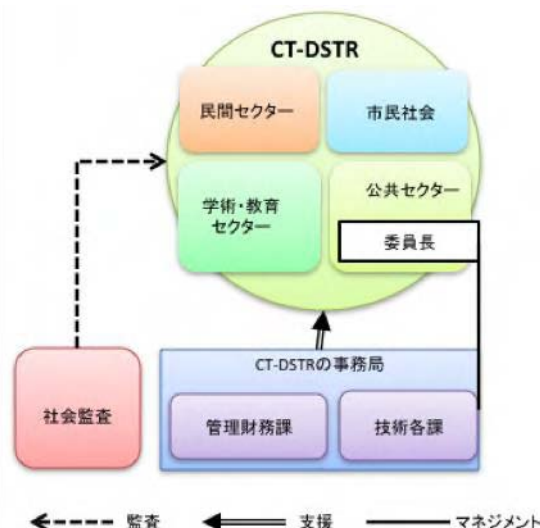 CT-DSTR
民間セクター
市民社会
学術・教育
セクター
公共セクター
委員長
CT-DSTRの事務局
社会監査
管理財務課
技術各課
監査
支援
マネジメント